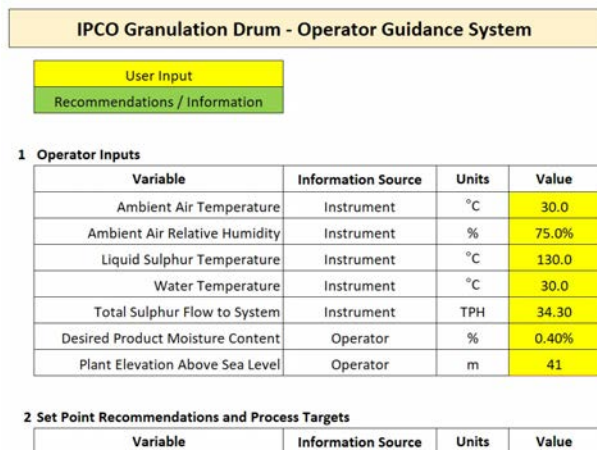 IPCO Granulation Drum - Operator Guidance System
User Input
Recommendations / Information
1 Operator Inputs
Variable Information Source Units Value
Ambient Air Temperature Instrument °C 30.0
Ambient Air Relative Humidity Instrument % 75.0%
Liquid Sulphur Temperature Instrument °C 130.0
Water Temperature Instrument °C 30.0
Total Sulphur Flow to System Instrument TPH 34.30
Desired Product Moisture Content Operator % 0.40%
Plant Elevation Above Sea Level Operator m 41
2 Set Point Recommendations and Process Targets
Variable Information Source Units Value